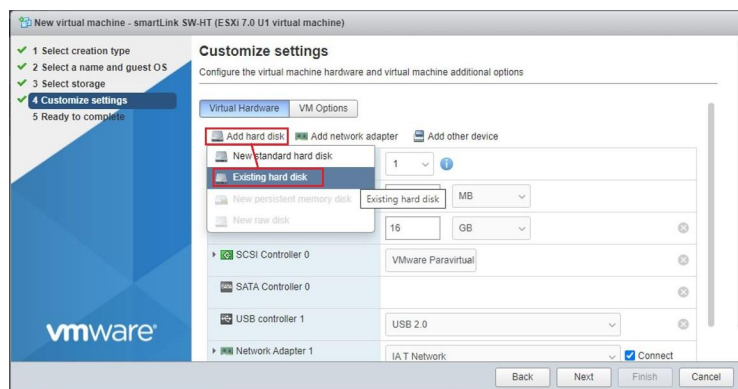 New virtual machine - smartLink SW-HT (ESXi 7.0 U1 virtual machine)
1 Select creation type
2 Select a name and guest OS
3 Select storage
4 Customize settings
5 Ready to complete
vmware®
Customize settings
Configure the virtual machine hardware and virtual machine additional options
Virtual Hardware VM Options
Add hard disk Add network adapter Add other device
New standard hard disk
1
Existing hard disk
New persistent memory disk
Existing hard disk
MB
New raw disk
16 GB
SCSI Controller 0 VMware Paravirtual
SATA Controller 0
USB controller 1 USB 2.0
Network Adapter 1 IA T Network Connect
Back Next Finish Cancel